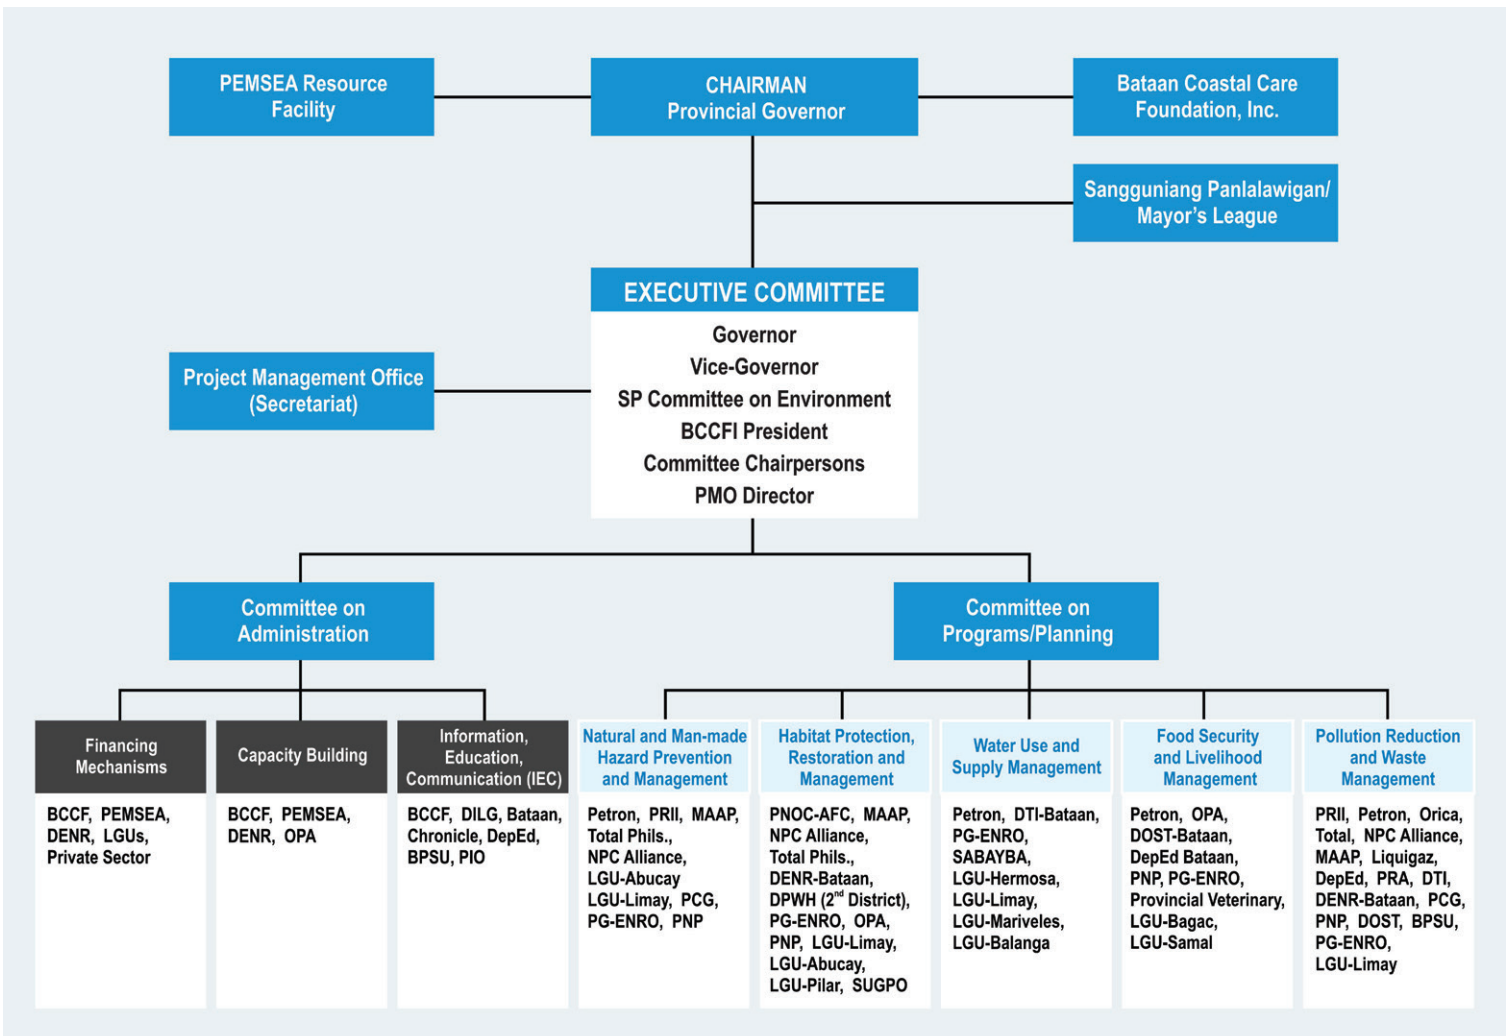 PEMSEA Resource
Facility
CHAIRMAN
Provincial Governor
Bataan Coastal Care
Foundation, Inc.
Sangguniang Panlalawigan/
Mayor's League
EXECUTIVE COMMITTEE
Governor
Vice-Governor
SP Committee on Environment
BCCFI President
Committee Chairpersons
PMO Director
Project Management Office
(Secretariat)
Committee on
Administration
Committee on
Programs/Planning
Financing
Mechanisms
BCCF, PEMSEA,
DENR, LGUs,
Private Sector
Capacity Building
BCCF, PEMSEA,
DENR, OPA
Information,
Education,
Communication (IEC)
BCCF, DILG, Bataan,
Chronicle, DepEd,
BPSU, PIO
Natural and Man-made
Hazard Prevention
and Management
Petron, PRII, MAAP,
Total Phils.,
NPC Alliance,
LGU-Abucay
LGU-Limay, PCG,
PG-ENRO, PNP
Habitat Protection,
Restoration and
Management
PNOC-AFC, MAAP,
NPC Alliance,
Total Phils.,
DENR-Bataan,
DPWH (2nd District),
PG-ENRO, OPA,
PNP, LGU-Limay,
LGU-Abucay,
LGU-Pilar, SUGPO
Water Use and
Supply Management
Petron, DTI-Bataan,
PG-ENRO,
SABAYBA,
LGU-Hermosa,
LGU-Limay,
LGU-Mariveles,
LGU-Balanga
Food Security
and Livelihood
Management
Petron, OPA,
DOST-Bataan,
DepEd Bataan,
PNP, PG-ENRO,
Provincial Veterinary,
LGU-Bagac,
LGU-Samal
Pollution Reduction
and Waste
Management
PRII, Petron, Orica,
Total, NPC Alliance,
MAAP, Liquigaz,
DepEd, PRA, DTI,
DENR-Bataan, PCG,
PNP, DOST, BPSU,
PG-ENRO,
LGU-Limay